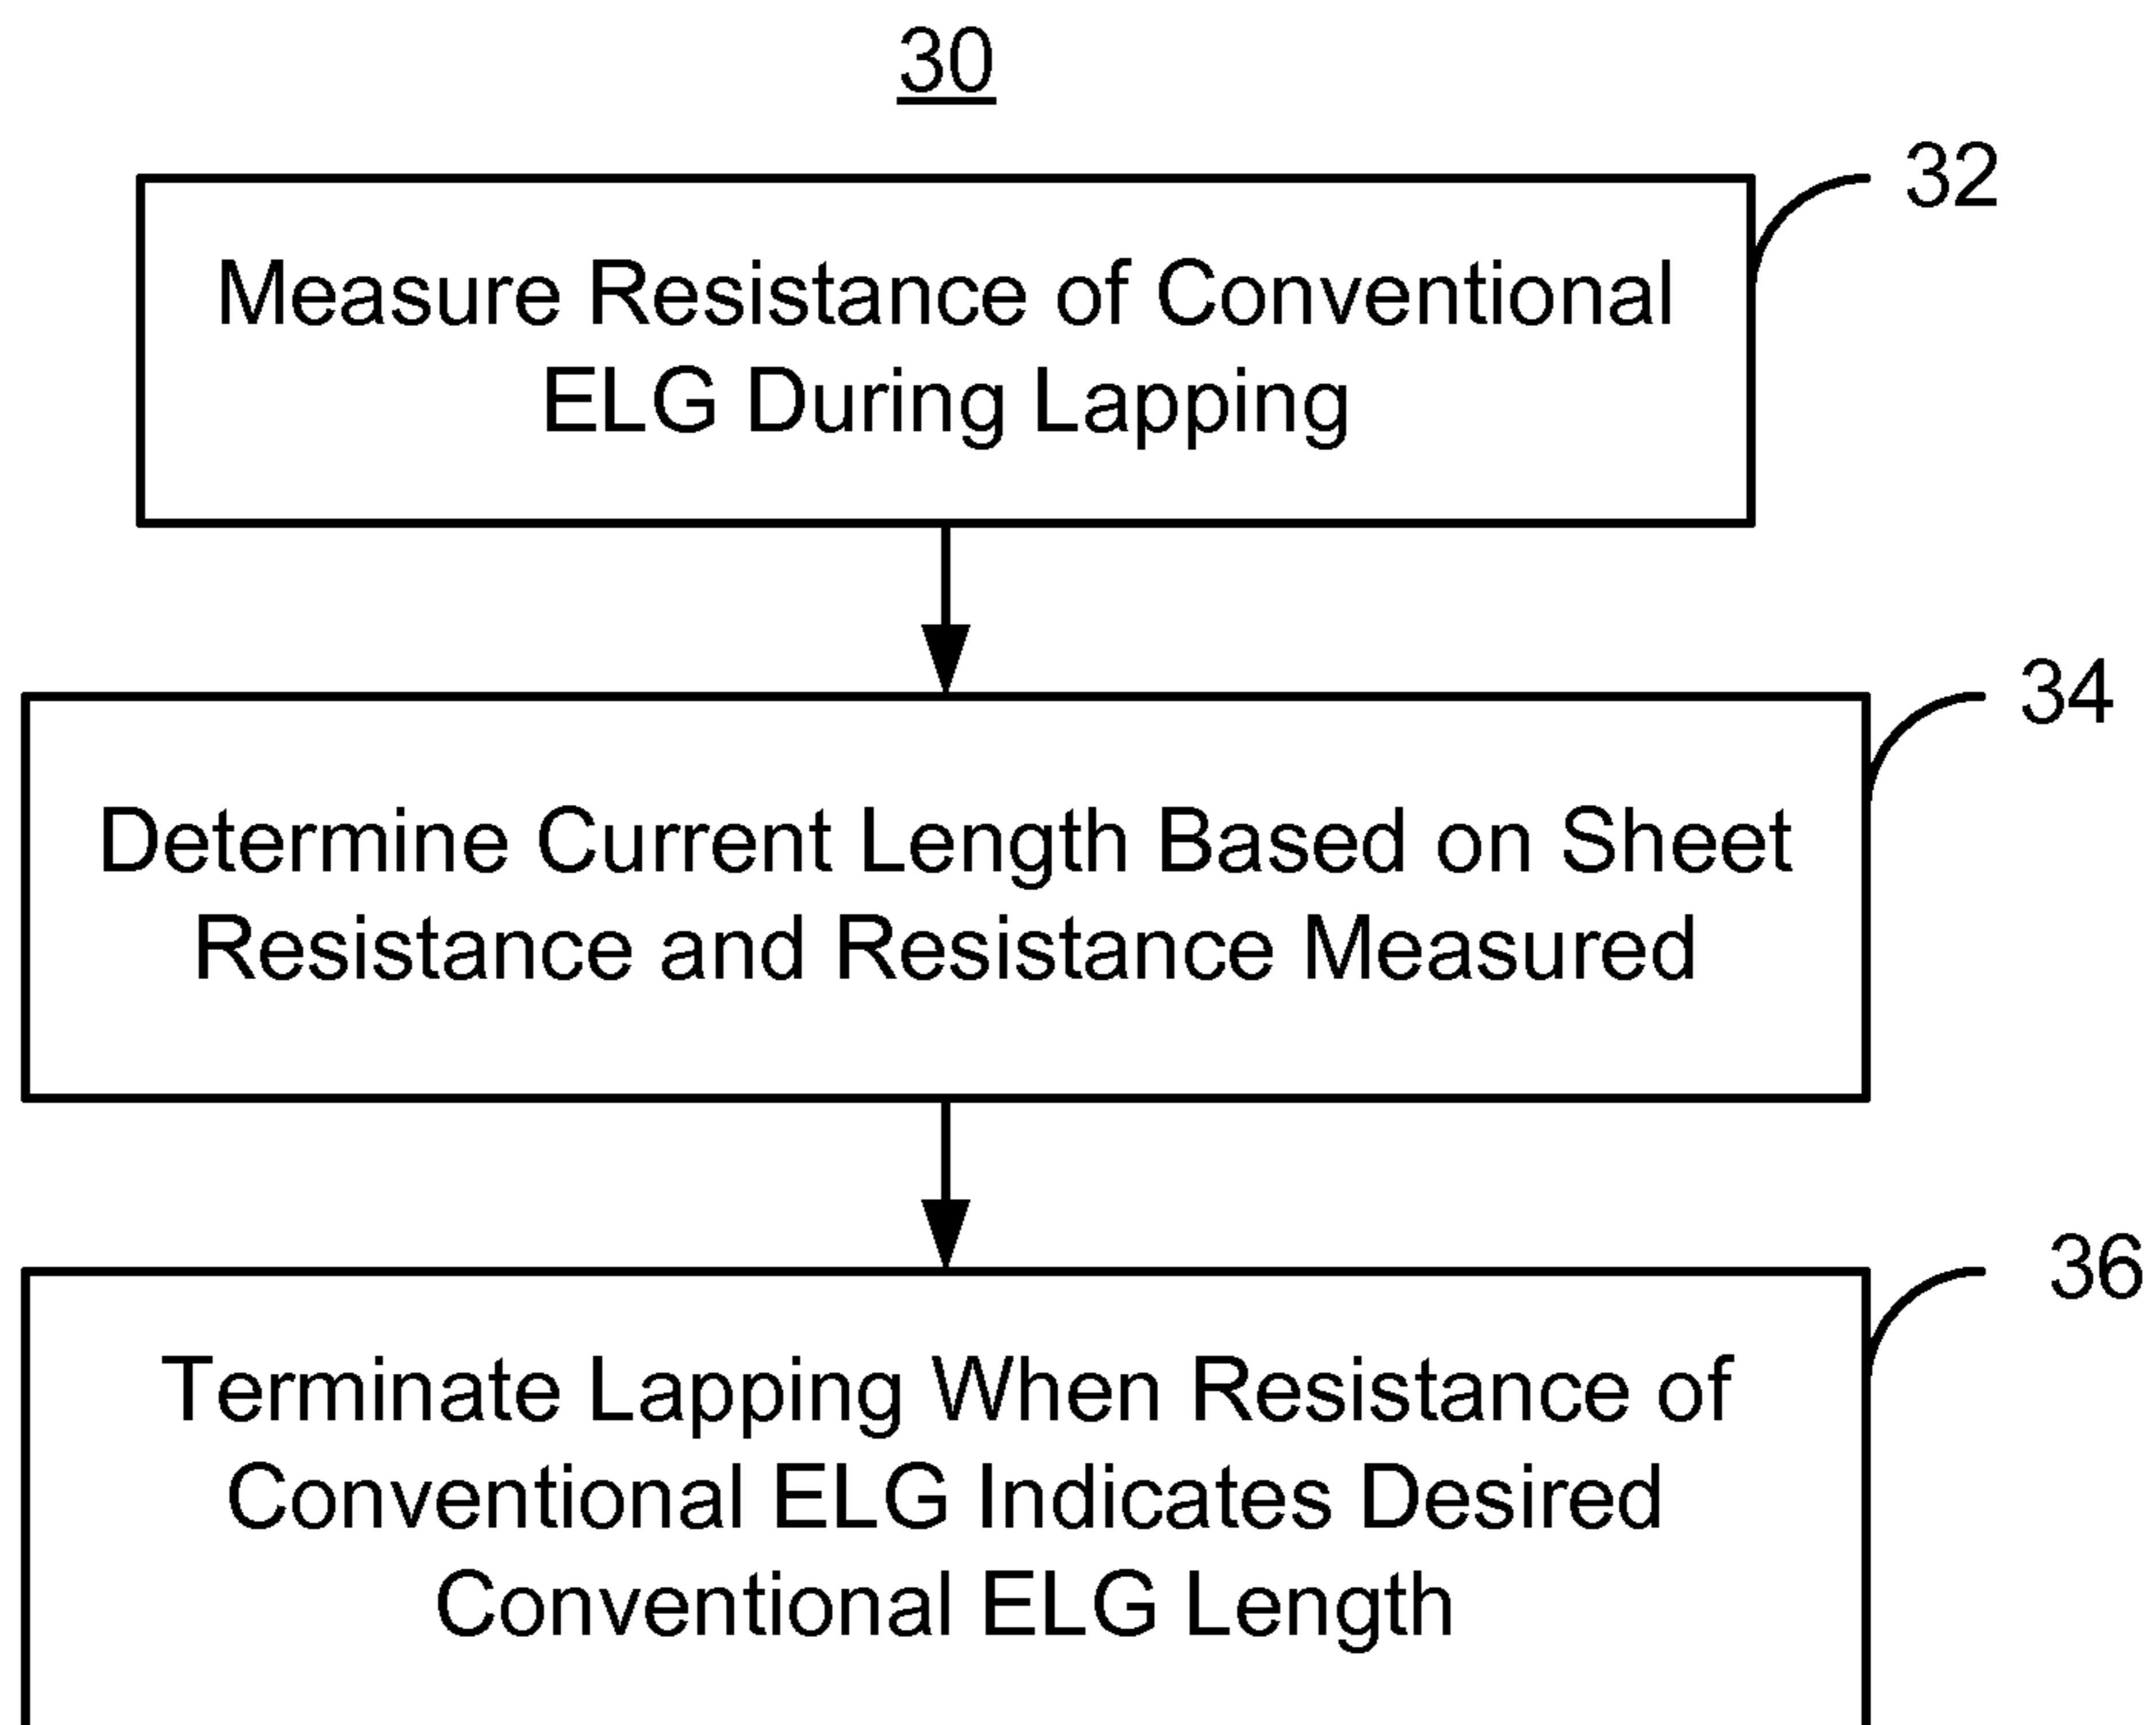 30
32
Measure Resistance of Conventional
ELG During Lapping
34
Determine Current Length Based on Sheet
Resistance and Resistance Measured
36
Terminate Lapping When Resistance of
Conventional ELG Indicates Desired
Conventional ELG Length